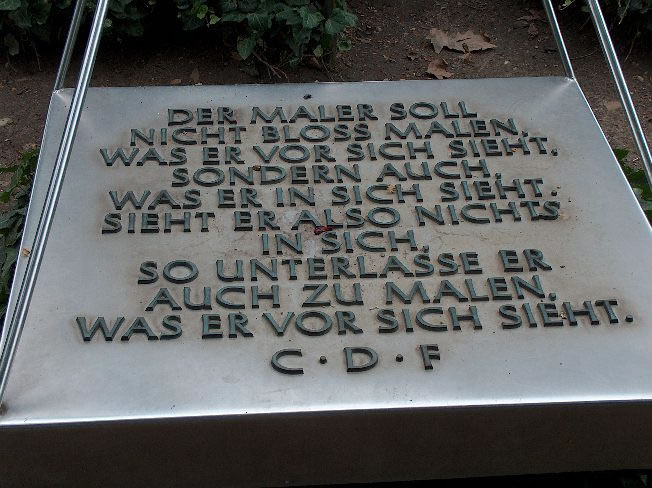 DER MALER SOLL
NICHT BLOSS MALEN,
WAS ER VOR SICH SIEHT.
SONDERN AUCH,
WAS ER IN SICH SIEHT.
SIEHT ER ALSO NICHTS
IN SICH,
SO UNTERLASSE ER
AUCH ZU MALEN,
WAS ER VOR SICH SIEHT.
C · D · F